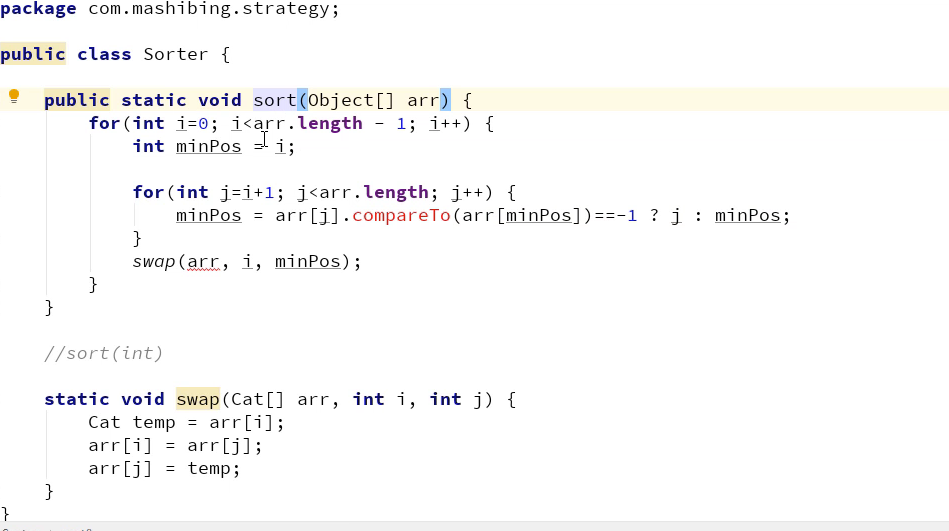 package com.mashibing.strategy;
public class Sorter {
public static void sort(Object[] arr) {
for(int i=0; i<arr.length - 1; i++) {
int minPos = i;
for(int j=i+1; j<arr.length; j++) {
minPos = arr[j].compareTo(arr[minPos])==-1 ? j : minPos;
}
swap(arr, i, minPos);
}
}
//sort(int)
static void swap(Cat[] arr, int i, int j) {
Cat temp = arr[i];
arr[i] = arr[j];
arr[j] = temp;
}
}